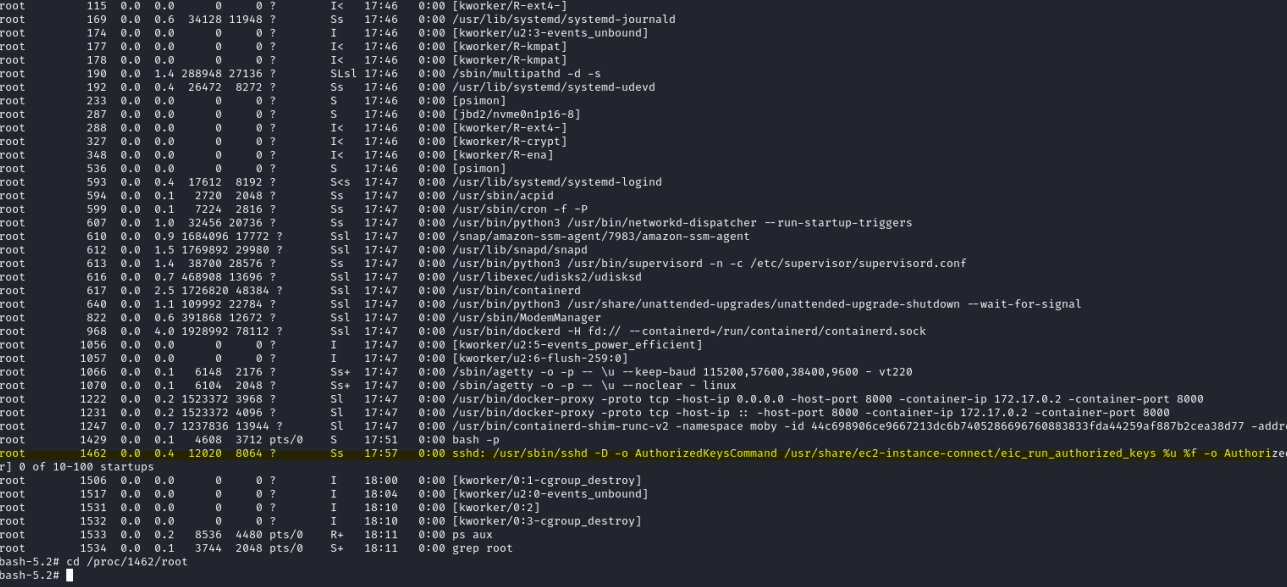 root 115 0.0 0.0 0 0 ? I< 17:46 0:00 [kworker/R-ext4-]
root 169 0.0 0.6 34128 11948 ? Ss 17:46 0:00 /usr/lib/systemd/systemd-journald
root 174 0.0 0.0 0 0 ? I 17:46 0:00 [kworker/u2:3-events_unbound]
root 177 0.0 0.0 0 0 ? I< 17:46 0:00 [kworker/R-kmpat]
root 178 0.0 0.0 0 0 ? I< 17:46 0:00 [kworker/R-kmpat]
root 190 0.0 1.4 288948 27136 ? SLsl 17:46 0:00 /sbin/multipathd -d -s
root 192 0.0 0.4 26472 8272 ? Ss 17:46 0:00 /usr/lib/systemd/systemd-udevd
root 233 0.0 0.0 0 0 ? S 17:46 0:00 [psimon]
root 287 0.0 0.0 0 0 ? S 17:46 0:00 [jbd2/nvme0n1p16-8]
root 288 0.0 0.0 0 0 ? I< 17:46 0:00 [kworker/R-ext4-]
root 327 0.0 0.0 0 0 ? I< 17:46 0:00 [kworker/R-crypt]
root 348 0.0 0.0 0 0 ? I< 17:46 0:00 [kworker/R-ena]
root 536 0.0 0.0 0 0 ? S 17:46 0:00 [psimon]
root 593 0.0 0.4 17612 8192 ? S<s 17:47 0:00 /usr/lib/systemd/systemd-logind
root 594 0.0 0.1 2720 2048 ? Ss 17:47 0:00 /usr/sbin/acpid
root 599 0.0 0.1 7224 2816 ? Ss 17:47 0:00 /usr/sbin/cron -f -P
root 607 0.0 1.0 32456 20736 ? Ss 17:47 0:00 /usr/bin/python3 /usr/bin/networkd-dispatcher --run-startup-triggers
root 610 0.0 0.9 1684096 17772 ? Ssl 17:47 0:00 /snap/amazon-ssm-agent/7983/amazon-ssm-agent
root 612 0.0 1.5 1769892 29980 ? Ssl 17:47 0:00 /usr/lib/snapd/snapd
root 613 0.0 1.4 38700 28576 ? Ss 17:47 0:00 /usr/bin/python3 /usr/bin/supervisord -n -c /etc/supervisor/supervisord.conf
root 616 0.0 0.7 468908 13696 ? Ssl 17:47 0:00 /usr/libexec/udisks2/udisksd
root 617 0.0 2.5 1726820 48384 ? Ssl 17:47 0:00 /usr/bin/containerd
root 640 0.0 1.1 109992 22784 ? Ssl 17:47 0:00 /usr/bin/python3 /usr/share/unattended-upgrades/unattended-upgrade-shutdown --wait-for-signal
root 822 0.0 0.6 391868 12672 ? Ssl 17:47 0:00 /usr/sbin/ModemManager
root 968 0.0 4.0 1928992 78112 ? Ssl 17:47 0:00 /usr/bin/dockerd -H fd:// --containerd=/run/containerd/containerd.sock
root 1056 0.0 0.0 0 0 ? I 17:47 0:00 [kworker/u2:5-events_power_efficient]
root 1057 0.0 0.0 0 0 ? I 17:47 0:00 [kworker/u2:6-flush-259:0]
root 1066 0.0 0.1 6148 2176 ? Ss+ 17:47 0:00 /sbin/agetty -o -p -- \u --keep-baud 115200,57600,38400,9600 - vt220
root 1070 0.0 0.1 6104 2048 ? Ss+ 17:47 0:00 /sbin/agetty -o -p -- \u --noclear - linux
root 1222 0.0 0.2 1523372 3968 ? Sl 17:47 0:00 /usr/bin/docker-proxy -proto tcp -host-ip 0.0.0.0 -host-port 8000 -container-ip 172.17.0.2 -container-port 8000
root 1231 0.0 0.2 1523372 4096 ? Sl 17:47 0:00 /usr/bin/docker-proxy -proto tcp -host-ip :: -host-port 8000 -container-ip 172.17.0.2 -container-port 8000
root 1247 0.0 0.7 1237836 13944 ? Sl 17:47 0:00 /usr/bin/containerd-shim-runc-v2 -namespace moby -id 44c698906ce9667213dc6b7405286696760883833fda44259af887b2cea38d77 -addre
root 1429 0.0 0.1 4608 3712 pts/0 S 17:51 0:00 bash -p
root 1462 0.0 0.4 12020 8064 ? Ss 17:57 0:00 sshd: /usr/sbin/sshd -D -o AuthorizedKeysCommand /usr/share/ec2-instance-connect/eic_run_authorized_keys %u %f -o Authorize
r] 0 of 10-100 startups
root 1506 0.0 0.0 0 0 ? I 18:00 0:00 [kworker/0:1-cgroup_destroy]
root 1517 0.0 0.0 0 0 ? I 18:04 0:00 [kworker/u2:0-events_unbound]
root 1531 0.0 0.0 0 0 ? I 18:10 0:00 [kworker/0:2]
root 1532 0.0 0.0 0 0 ? I 18:10 0:00 [kworker/0:3-cgroup_destroy]
root 1533 0.0 0.2 8536 4480 pts/0 R+ 18:11 0:00 ps aux
root 1534 0.0 0.1 3744 2048 pts/0 S+ 18:11 0:00 grep root
bash-5.2# cd /proc/1462/root
bash-5.2#